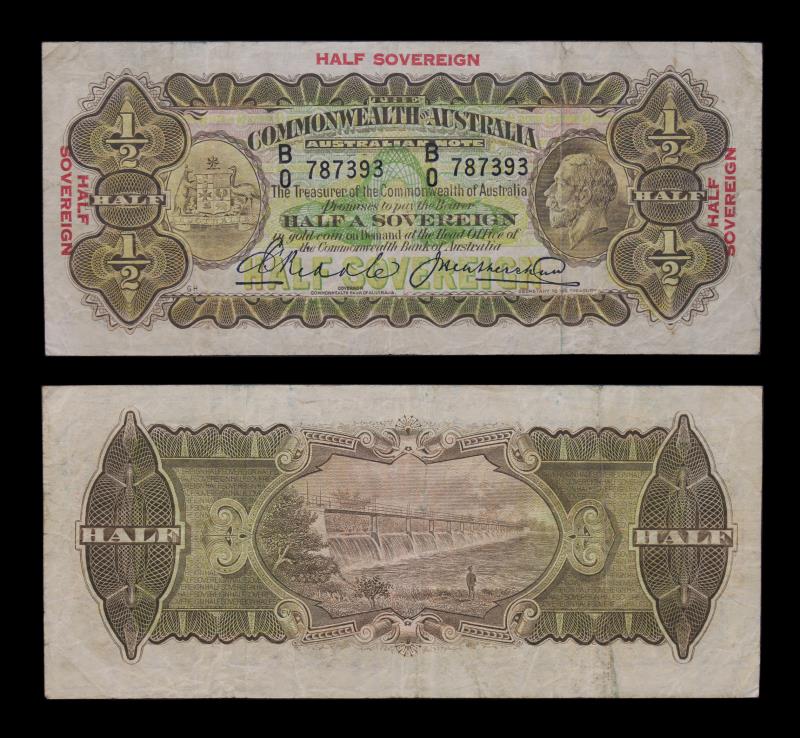 HALF SOVEREIGN
THE
COMMONWEALTH OF AUSTRALIA
AUSTRALIAN NOTE
B/0 787393 B/0 787393
The Treasurer of the Commonwealth of Australia
Promises to pay the Bearer
HALF A SOVEREIGN
in gold coin on Demand at the Head Office of
the Commonwealth Bank of Australia
HALF SOVEREIGN
GOVERNOR
COMMONWEALTH BANK OF AUSTRALIA
SECRETARY TO THE TREASURY
G.H.
1/2
HALF
1/2
1/2
HALF
1/2
HALF SOVEREIGN
HALF SOVEREIGN
HALF
HALF